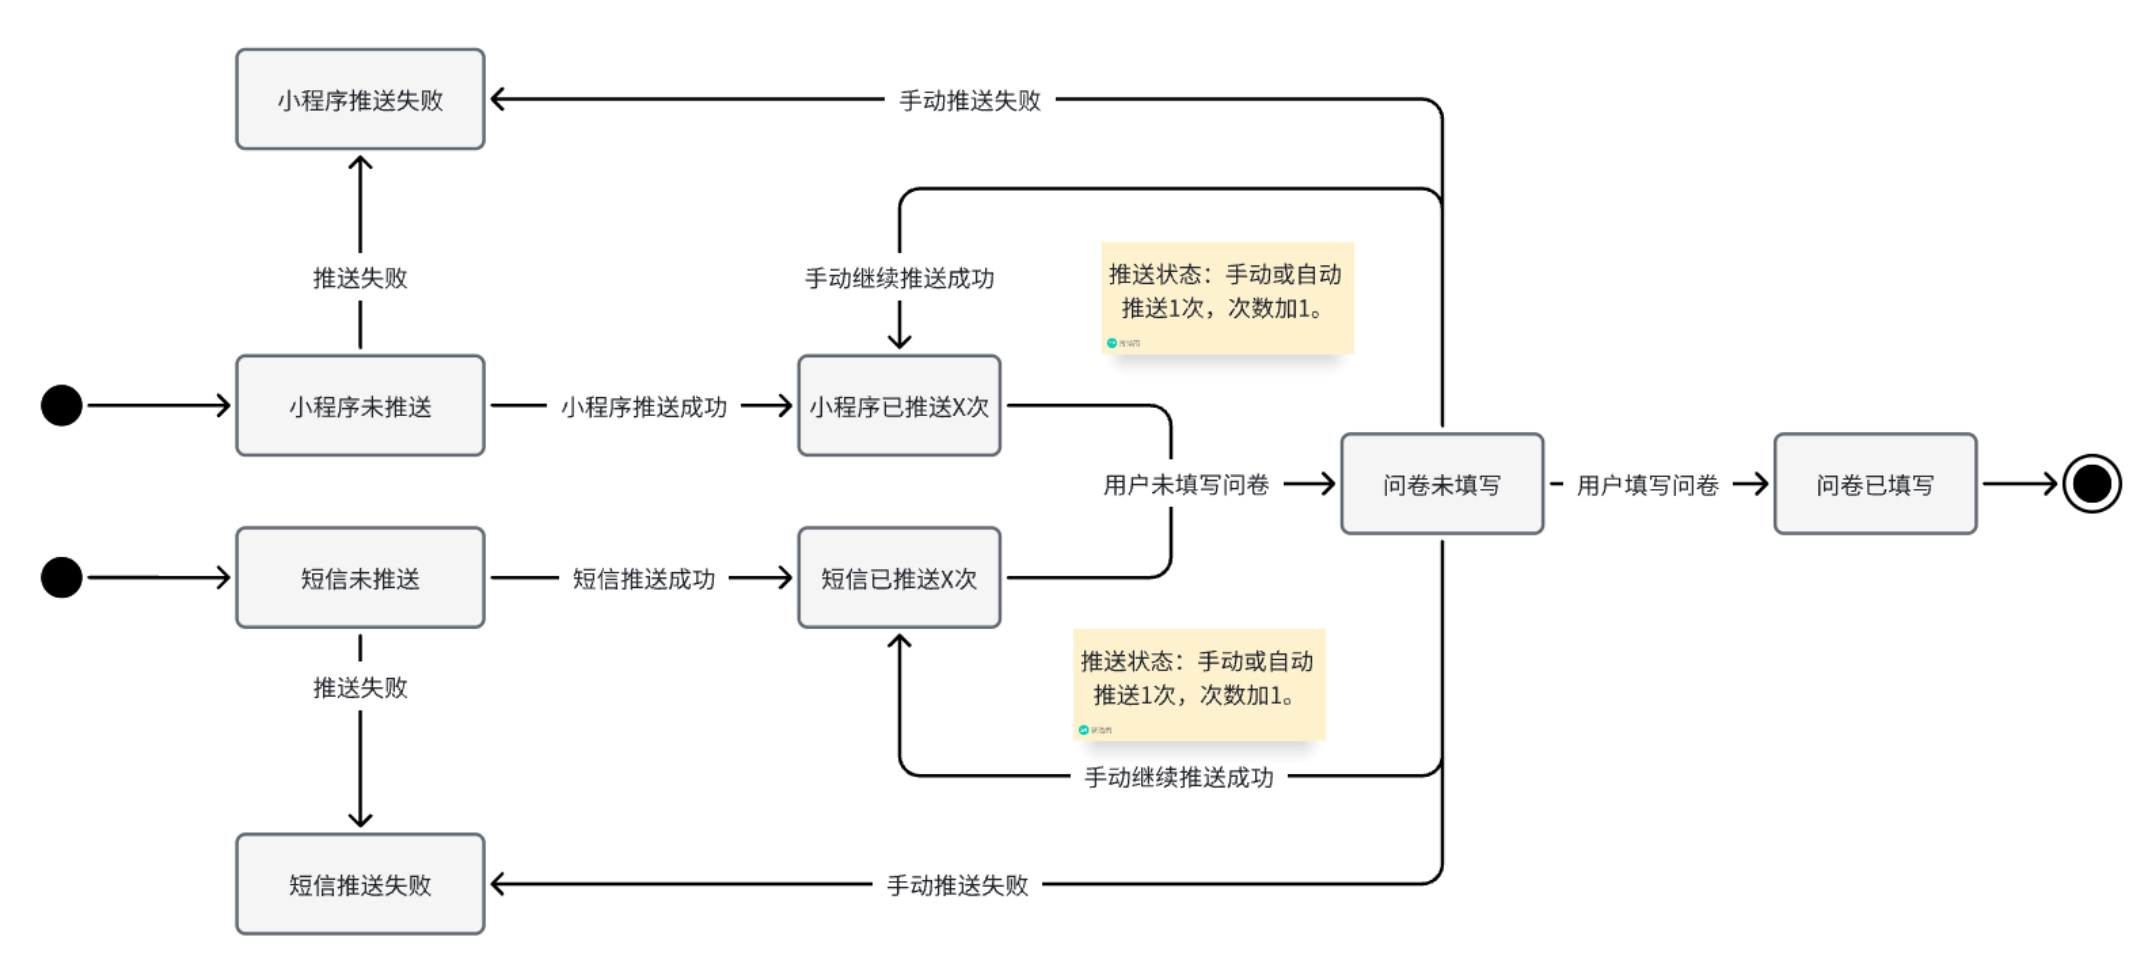 小程序推送失败
手动推送失败
推送失败
手动继续推送成功
推送状态：手动或自动
推送1次，次数加1。
小程序未推送
小程序推送成功
小程序已推送X次
用户未填写问卷
问卷未填写
用户填写问卷
问卷已填写
短信未推送
短信推送成功
短信已推送X次
推送失败
推送状态：手动或自动
推送1次，次数加1。
手动继续推送成功
短信推送失败
手动推送失败